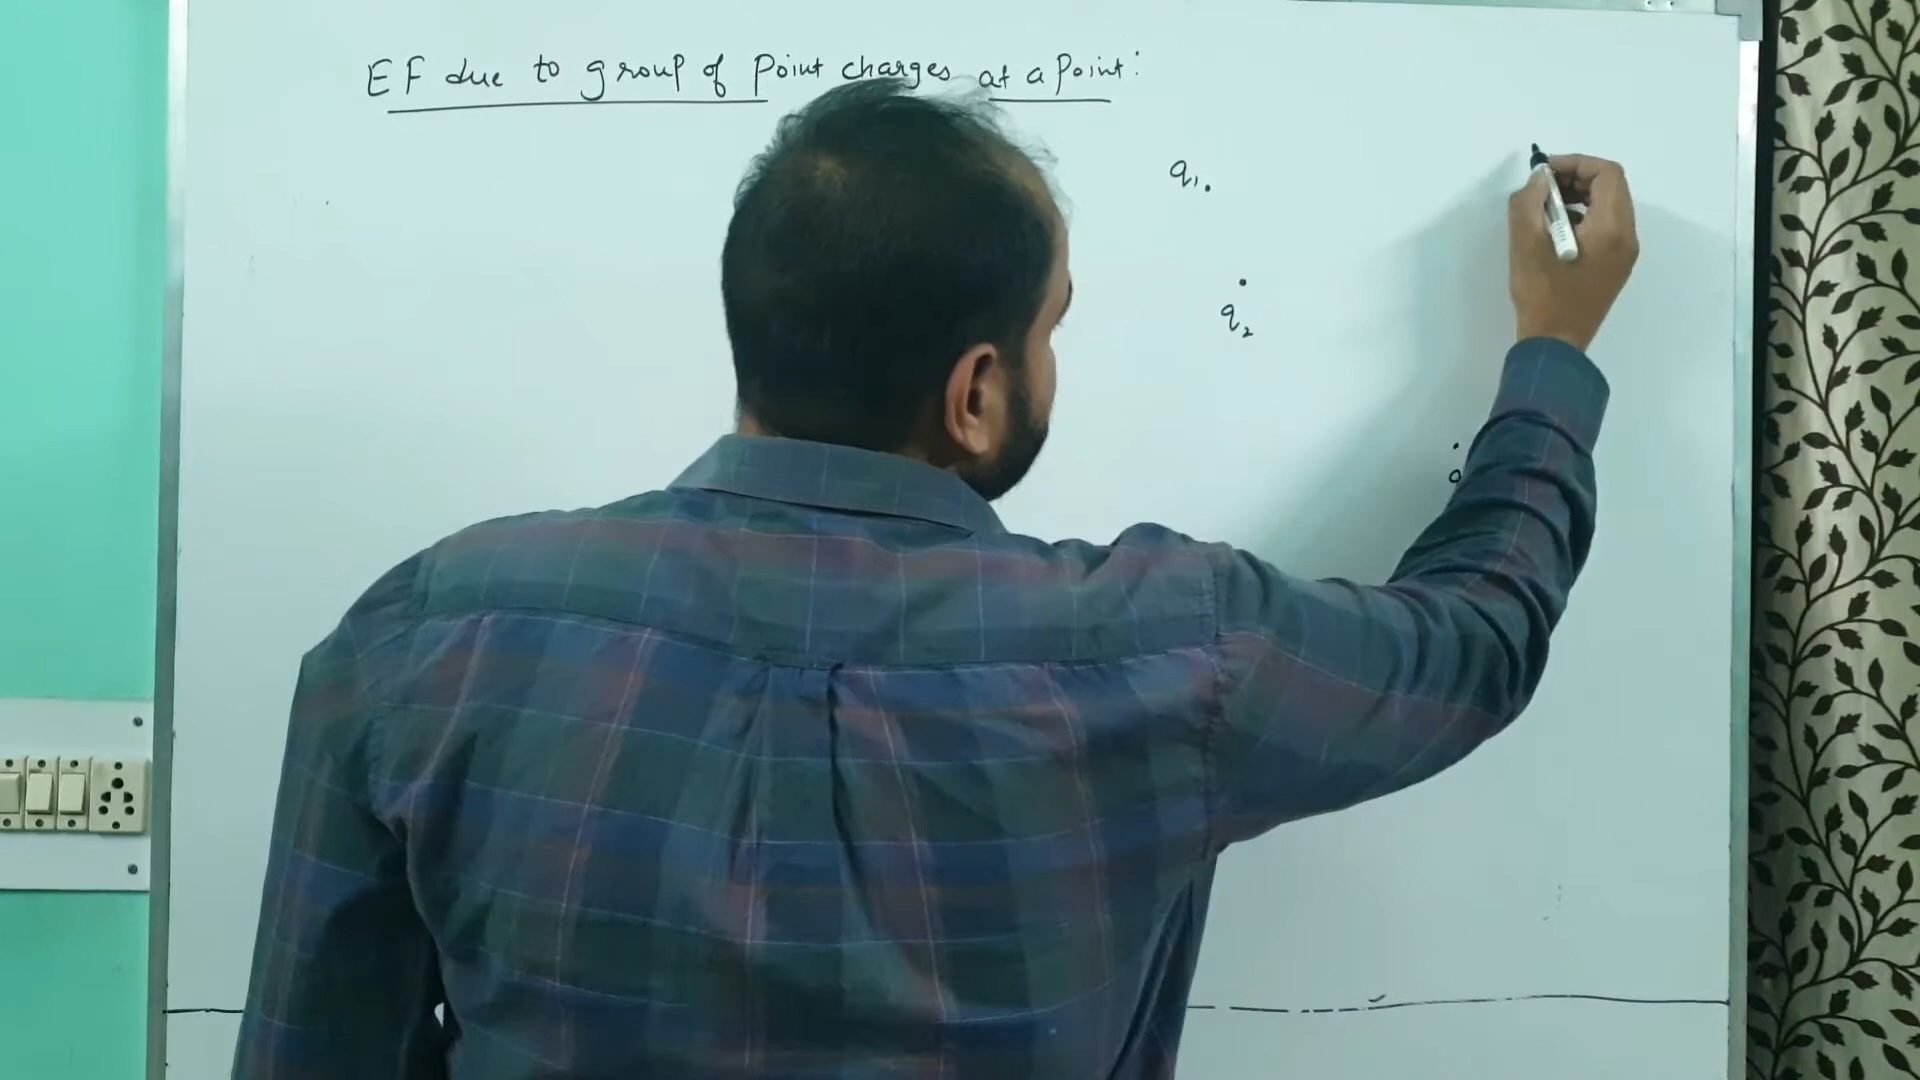 EF due to group of Point charges at a Point:
q₁
q₂